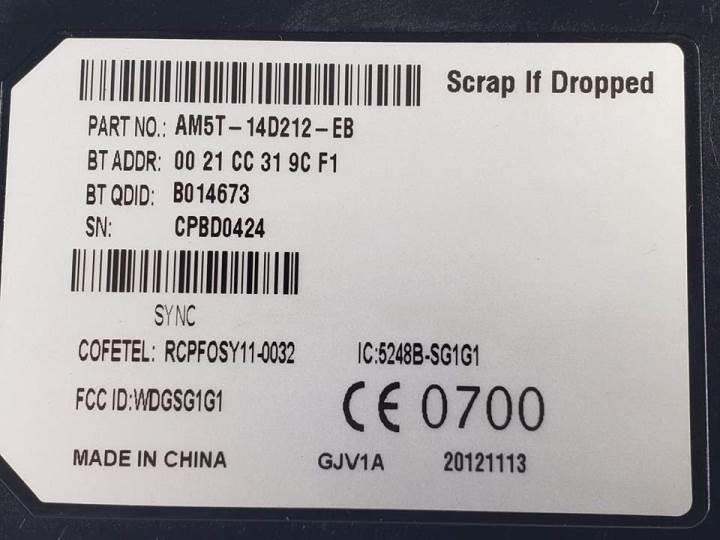 Scrap If Dropped
PART NO.: AM5T-14D212-EB
BT ADDR: 00 21 CC 31 9C F1
BT QDID: B014673
SN: CPBD0424
SYNC
COFETEL: RCPFOSY11-0032 IC:5248B-SG1G1
FCC ID:WDGSG1G1 CE 0700
MADE IN CHINA GJV1A 20121113